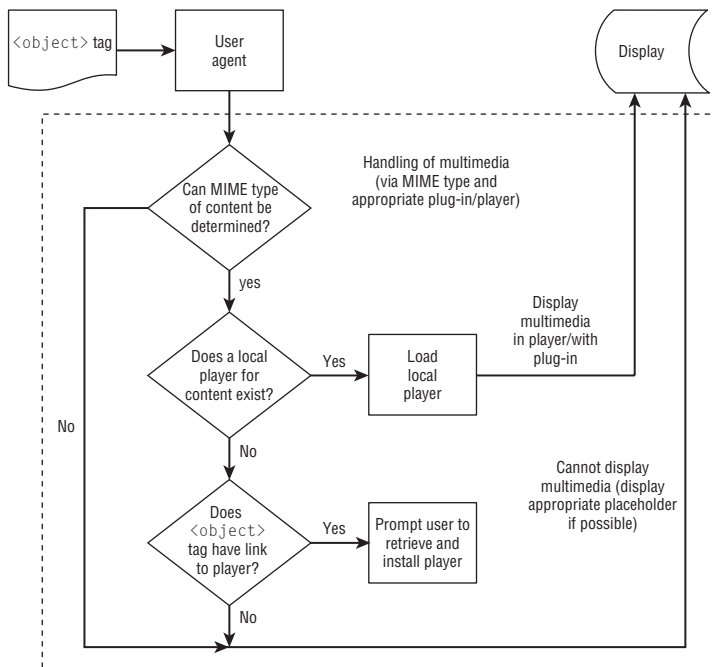 <object> tag
User
agent
Display
Handling of multimedia
(via MIME type and
appropriate plug-in/player)
Can MIME type
of content be
determined?
yes
Display
multimedia
in player/with
plug-in
Does a local
player for
content exist?
Yes
Load
local
player
No
No
Cannot display
multimedia (display
appropriate placeholder
if possible)
Does
<object>
tag have link
to player?
Yes
Prompt user to
retrieve and
install player
No